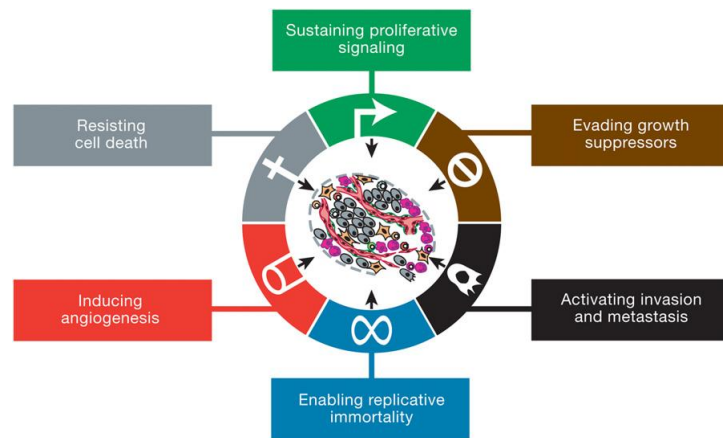 Sustaining proliferative
signaling
Resisting
cell death
Evading growth
suppressors
Inducing
angiogenesis
Activating invasion
and metastasis
Enabling replicative
immortality